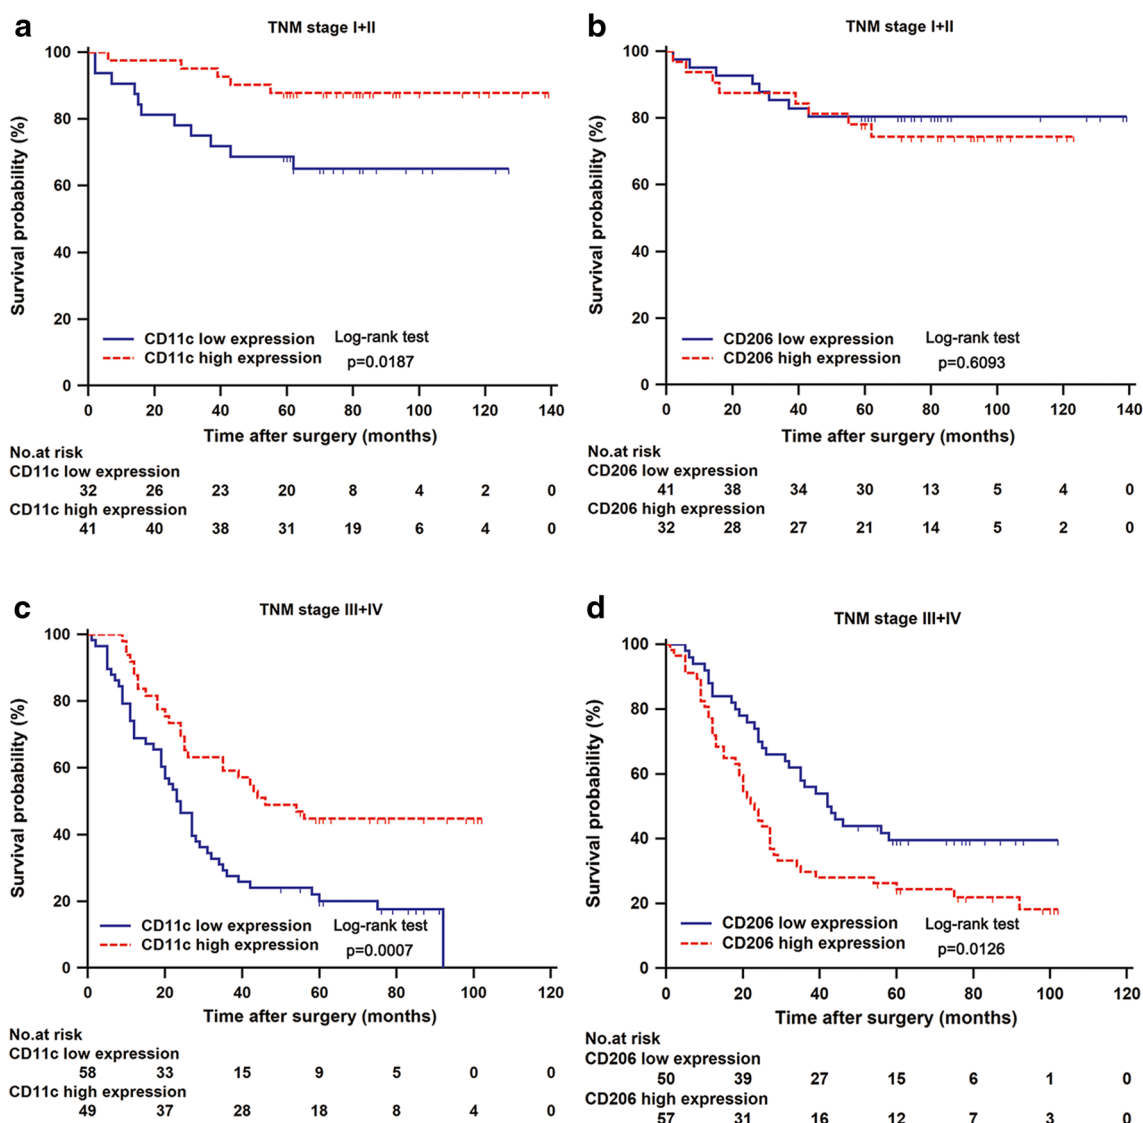 a
TNM stage I+II
Survival probability (%)
100
80
60
40
20
0
CD11c low expression
CD11c high expression
Log-rank test
p=0.0187
0 20 40 60 80 100 120 140
Time after surgery (months)
No.at risk
CD11c low expression
32 26 23 20 8 4 2 0
CD11c high expression
41 40 38 31 19 6 4 0
b
TNM stage I+II
Survival probability (%)
100
80
60
40
20
0
CD206 low expression
CD206 high expression
Log-rank test
p=0.6093
0 20 40 60 80 100 120 140
Time after surgery (months)
No.at risk
CD206 low expression
41 38 34 30 13 5 4 0
CD206 high expression
32 28 27 21 14 5 2 0
c
TNM stage III+IV
Survival probability (%)
100
80
60
40
20
0
CD11c low expression
CD11c high expression
Log-rank test
p=0.0007
0 20 40 60 80 100 120
Time after surgery (months)
No.at risk
CD11c low expression
58 33 15 9 5 0 0
CD11c high expression
49 37 28 18 8 4 0
d
TNM stage III+IV
Survival probability (%)
100
80
60
40
20
0
CD206 low expression
CD206 high expression
Log-rank test
p=0.0126
0 20 40 60 80 100 120
Time after surgery (months)
No.at risk
CD206 low expression
50 39 27 15 6 1 0
CD206 high expression
57 31 16 12 7 3 0